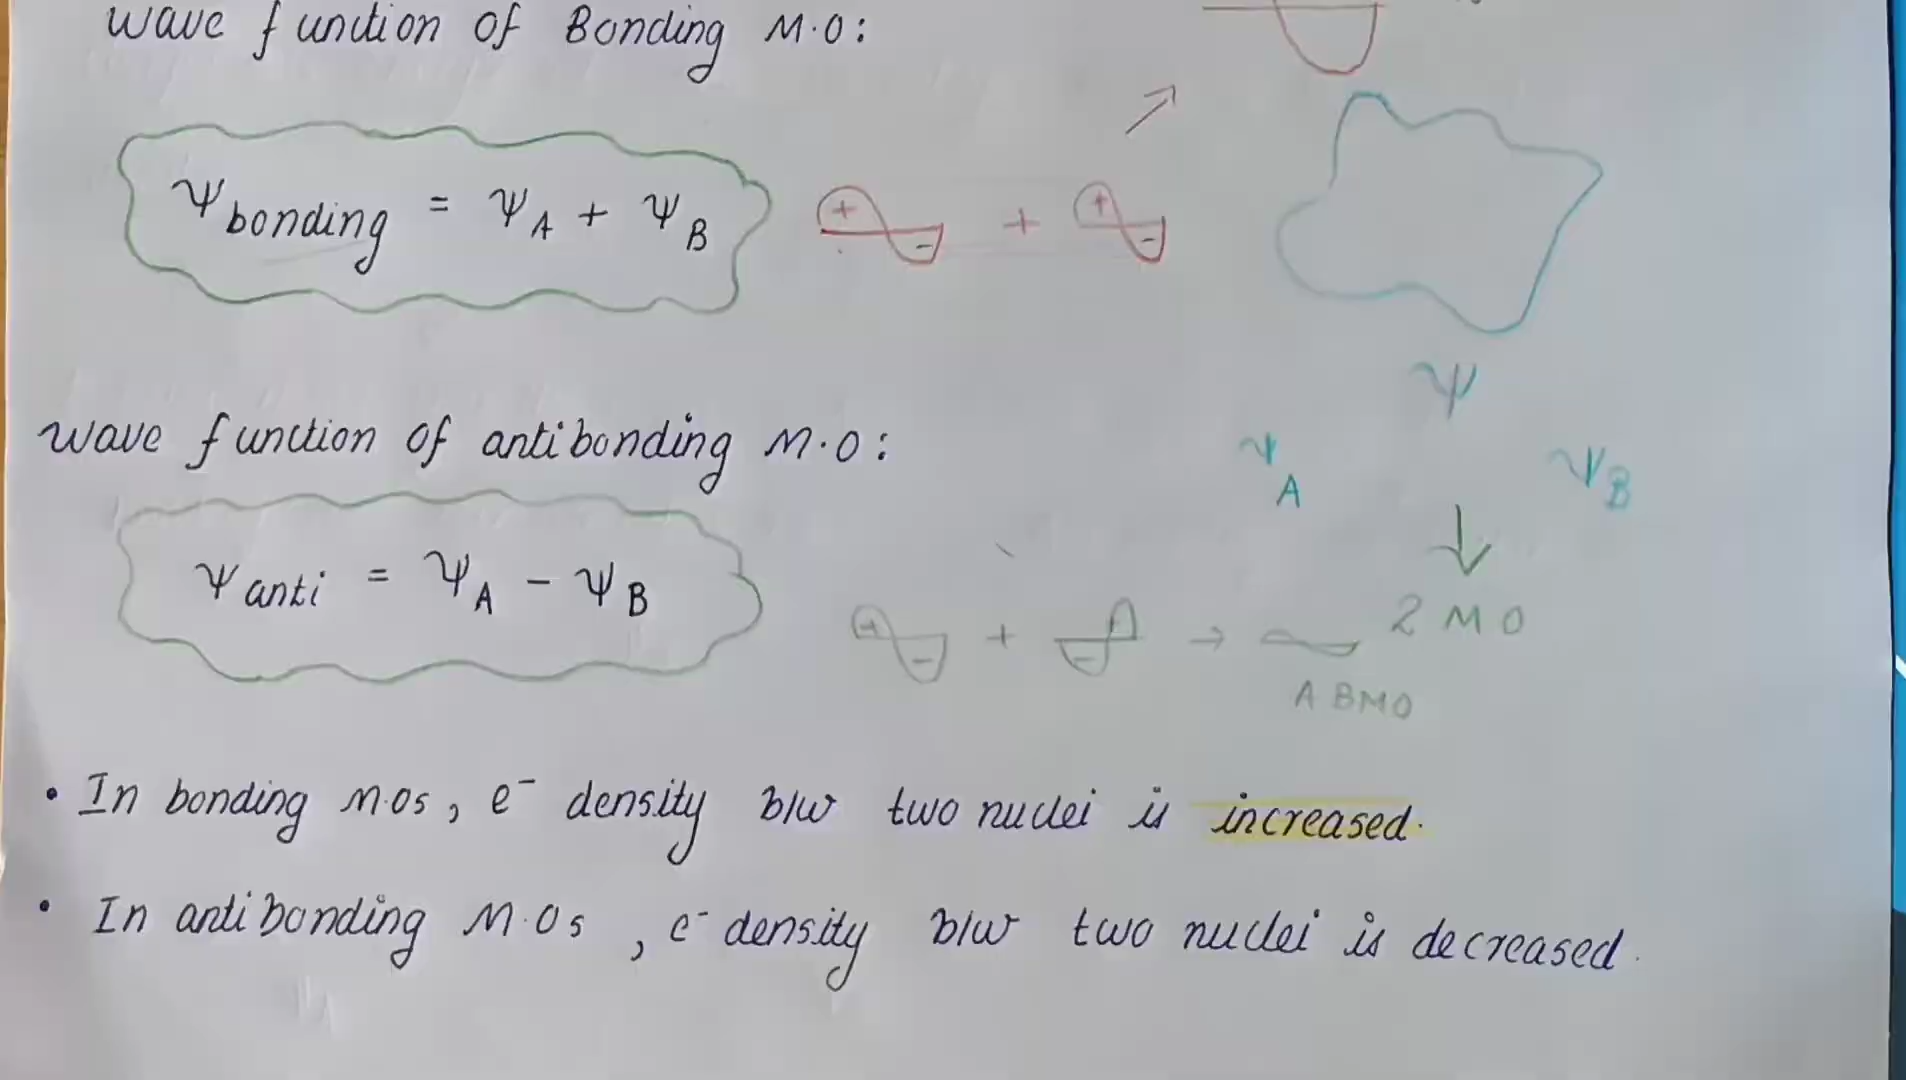 Wave function of Bonding M.O:
Ψbonding = ΨA + ΨB
+ - + + -
Ψ
wave function of antibonding M.O:
ΨA ΨB
Ψanti = ΨA - ΨB
+ - + - → 2 MO
ABMO
• In bonding M.Os, e⁻ density b/w two nuclei is increased.
• In antibonding M.Os, e⁻ density b/w two nuclei is decreased.